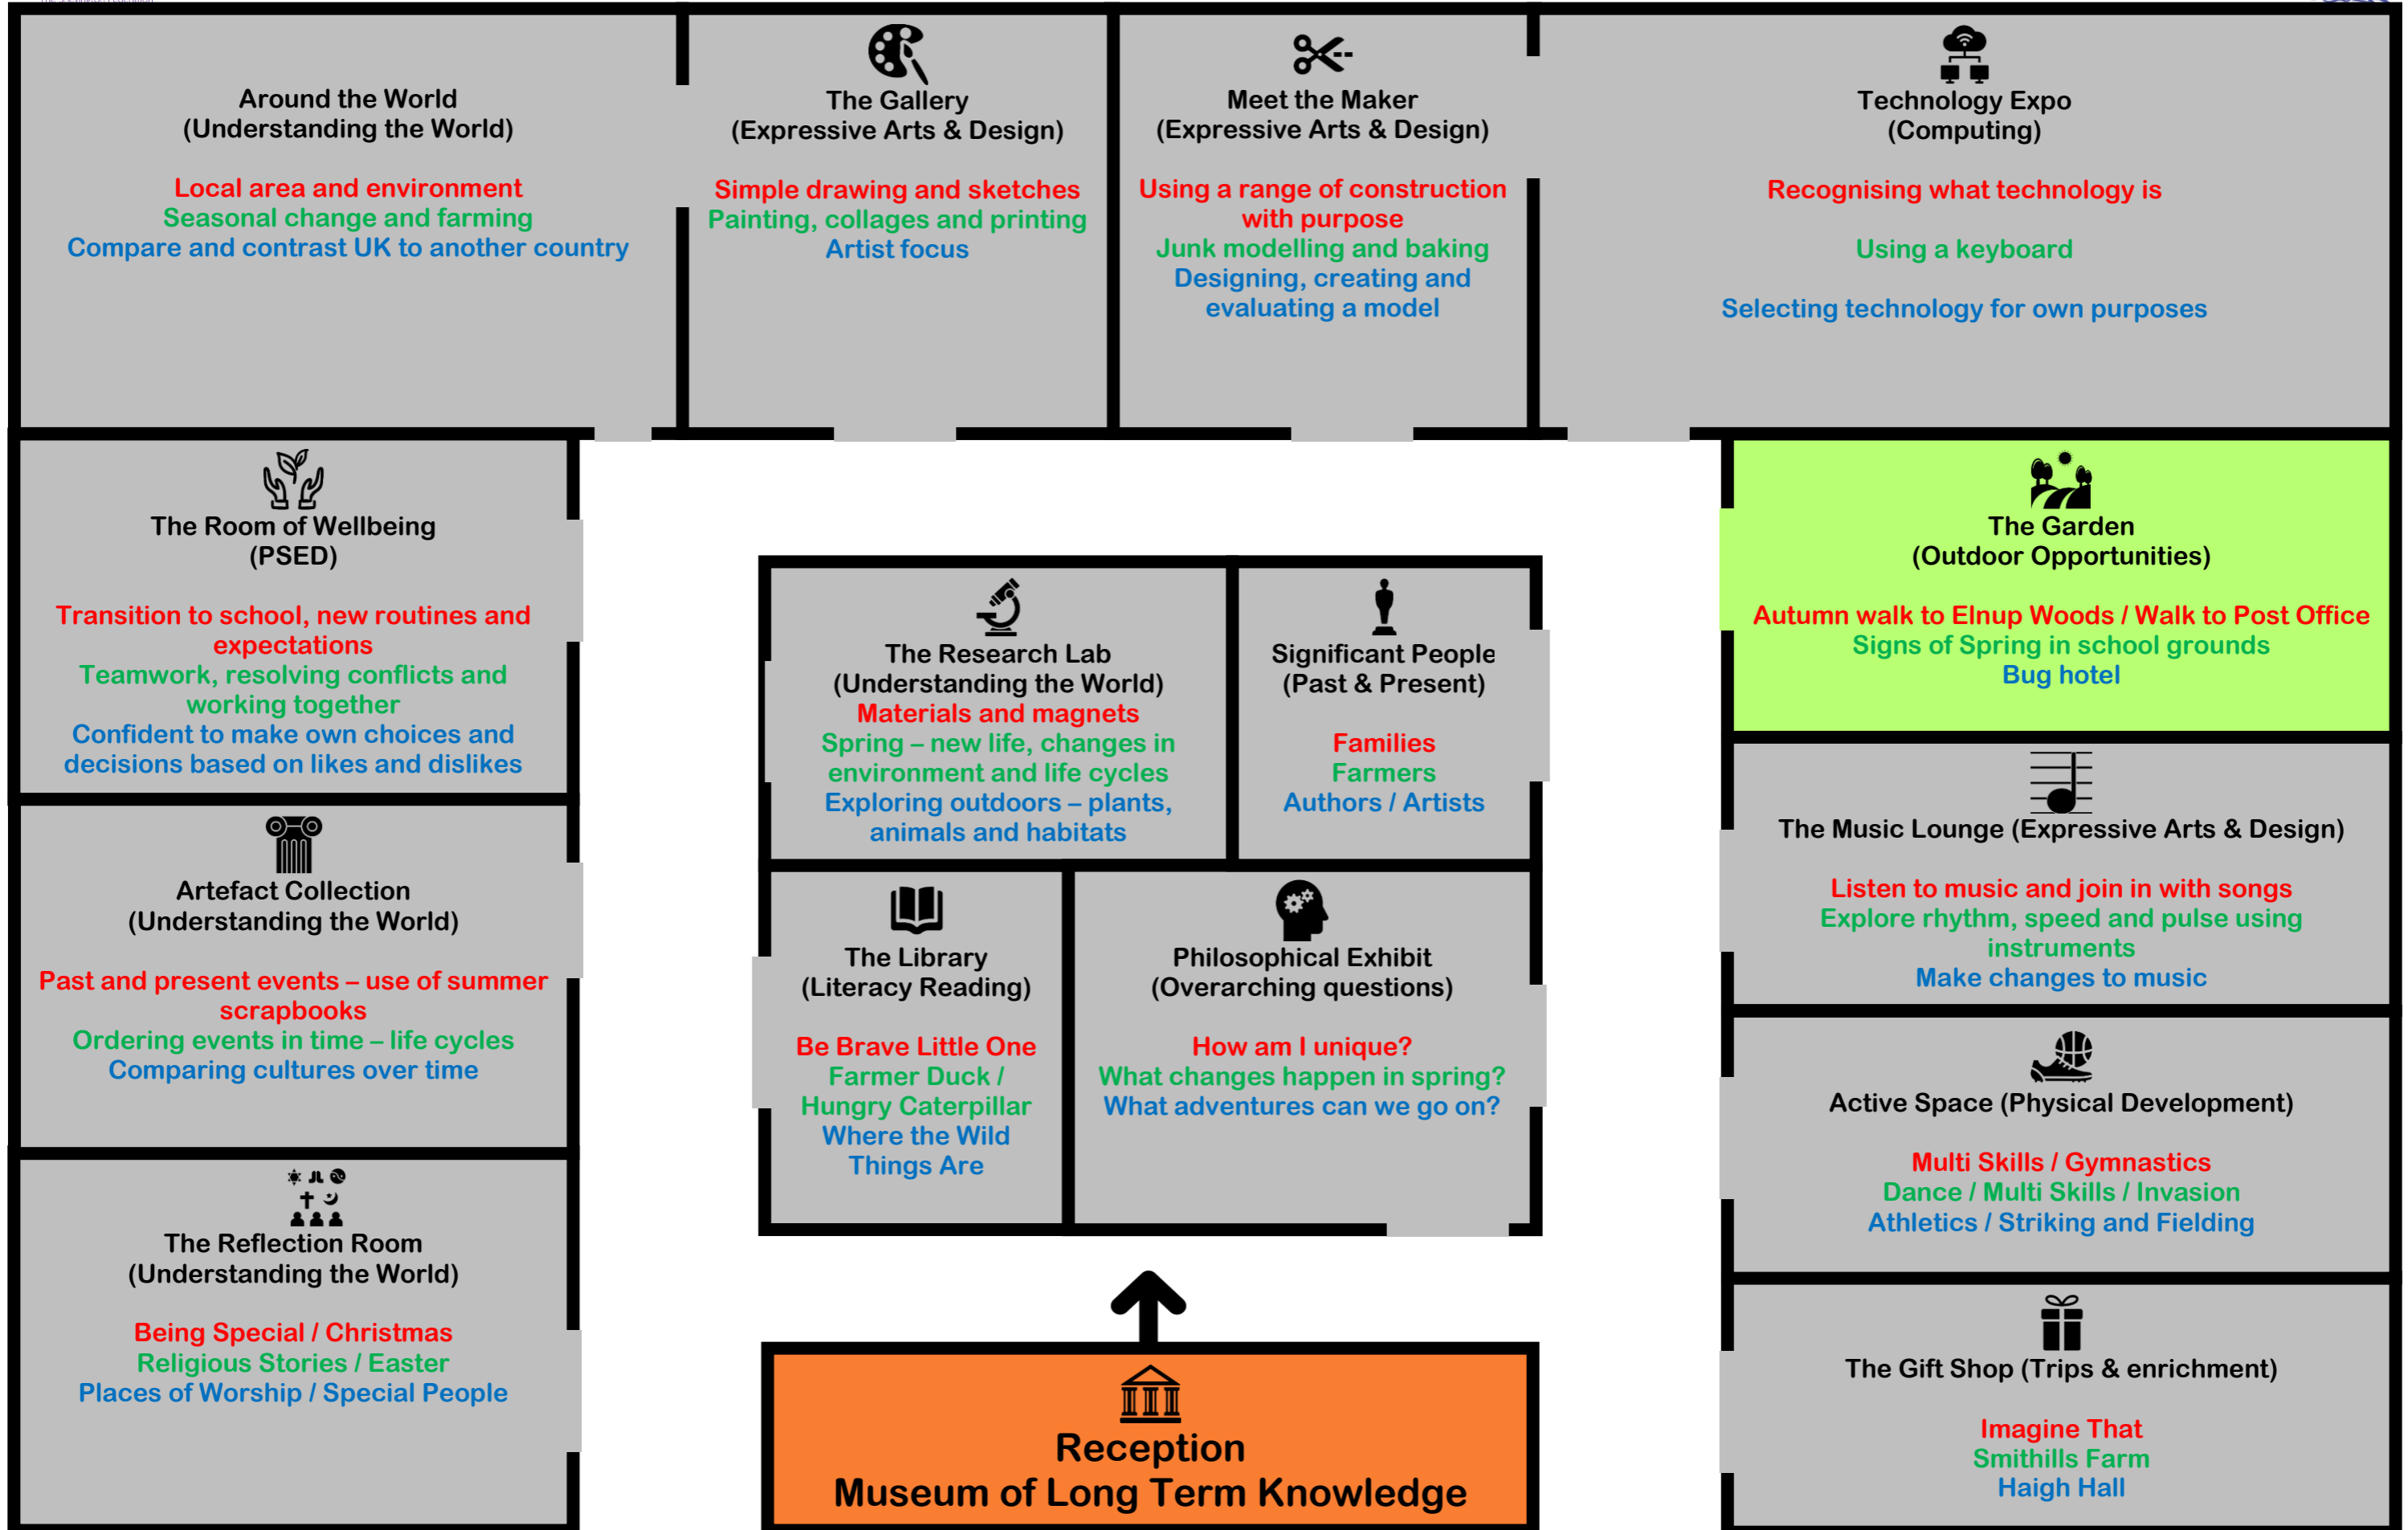 Around the World
(Understanding the World)
Local area and environment
Seasonal change and farming
Compare and contrast UK to another country
The Gallery
(Expressive Arts & Design)
Simple drawing and sketches
Painting, collages and printing
Artist focus
Meet the Maker
(Expressive Arts & Design)
Using a range of construction
with purpose
Junk modelling and baking
Designing, creating and
evaluating a model
Technology Expo
(Computing)
Recognising what technology is
Using a keyboard
Selecting technology for own purposes
The Room of Wellbeing
(PSED)
Transition to school, new routines and
expectations
Teamwork, resolving conflicts and
working together
Confident to make own choices and
decisions based on likes and dislikes
The Research Lab
(Understanding the World)
Materials and magnets
Spring – new life, changes in
environment and life cycles
Exploring outdoors – plants,
animals and habitats
Significant People
(Past & Present)
Families
Farmers
Authors / Artists
The Garden
(Outdoor Opportunities)
Autumn walk to Elnup Woods / Walk to Post Office
Signs of Spring in school grounds
Bug hotel
Artefact Collection
(Understanding the World)
Past and present events – use of summer
scrapbooks
Ordering events in time – life cycles
Comparing cultures over time
The Library
(Literacy Reading)
Be Brave Little One
Farmer Duck /
Hungry Caterpillar
Where the Wild
Things Are
Philosophical Exhibit
(Overarching questions)
How am I unique?
What changes happen in spring?
What adventures can we go on?
The Music Lounge (Expressive Arts & Design)
Listen to music and join in with songs
Explore rhythm, speed and pulse using
instruments
Make changes to music
Active Space (Physical Development)
Multi Skills / Gymnastics
Dance / Multi Skills / Invasion
Athletics / Striking and Fielding
The Reflection Room
(Understanding the World)
Being Special / Christmas
Religious Stories / Easter
Places of Worship / Special People
Reception
Museum of Long Term Knowledge
The Gift Shop (Trips & enrichment)
Imagine That
Smithills Farm
Haigh Hall